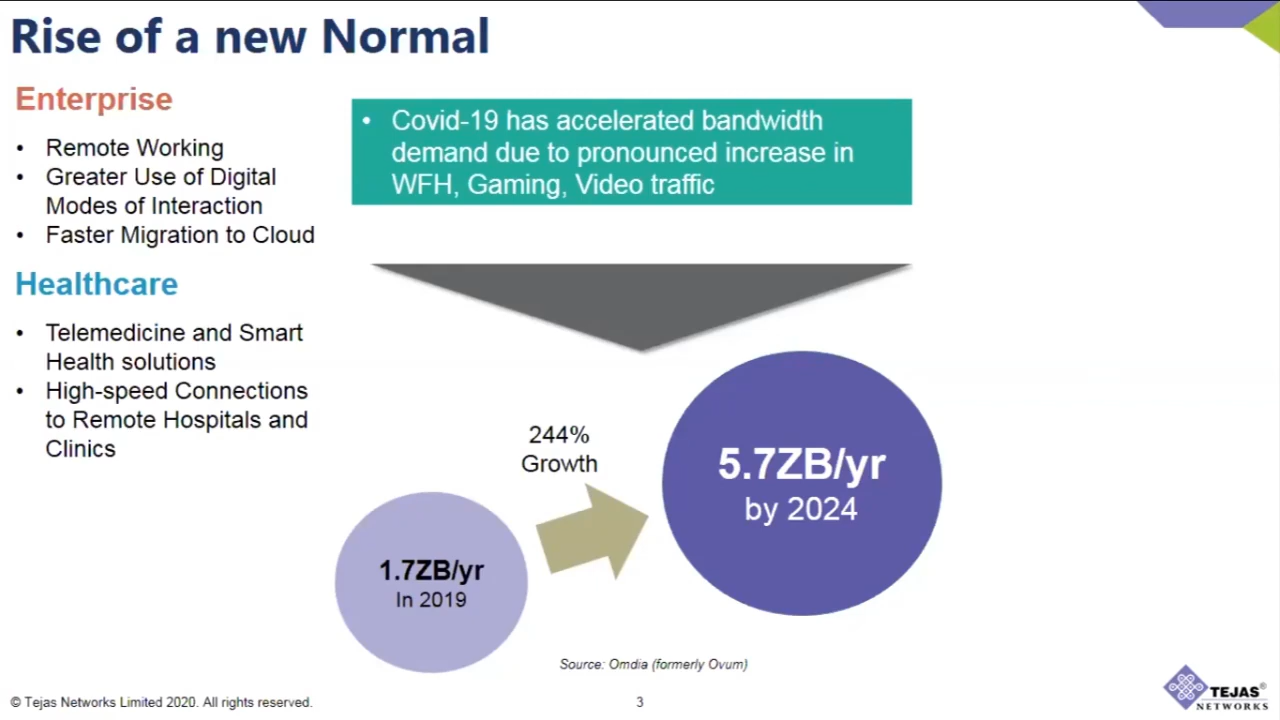 Rise of a new Normal
Enterprise
• Remote Working
• Greater Use of Digital
Modes of Interaction
• Faster Migration to Cloud
Healthcare
• Telemedicine and Smart
Health solutions
• High-speed Connections
to Remote Hospitals and
Clinics
• Covid-19 has accelerated bandwidth
demand due to pronounced increase in
WFH, Gaming, Video traffic
244%
Growth
1.7ZB/yr
In 2019
5.7ZB/yr
by 2024
Source: Omdia (formerly Ovum)
© Tejas Networks Limited 2020. All rights reserved.
3
TEJAS®
NETWORKS